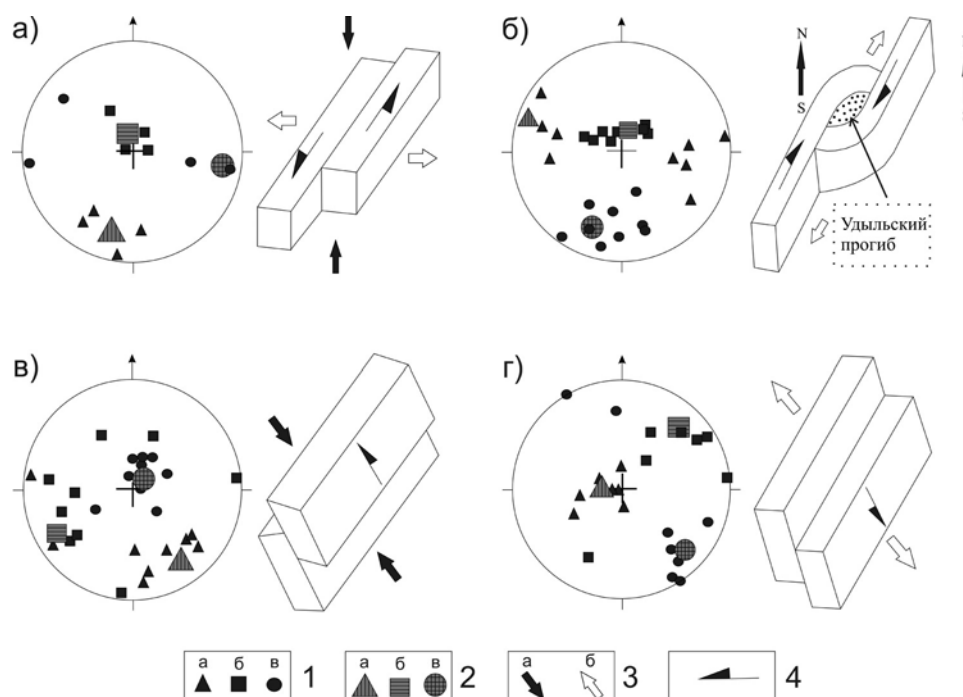 а)
б)
N
S
Удыльский
прогиб
в)
г)
а б в 1
а б в 2
а б 3
4